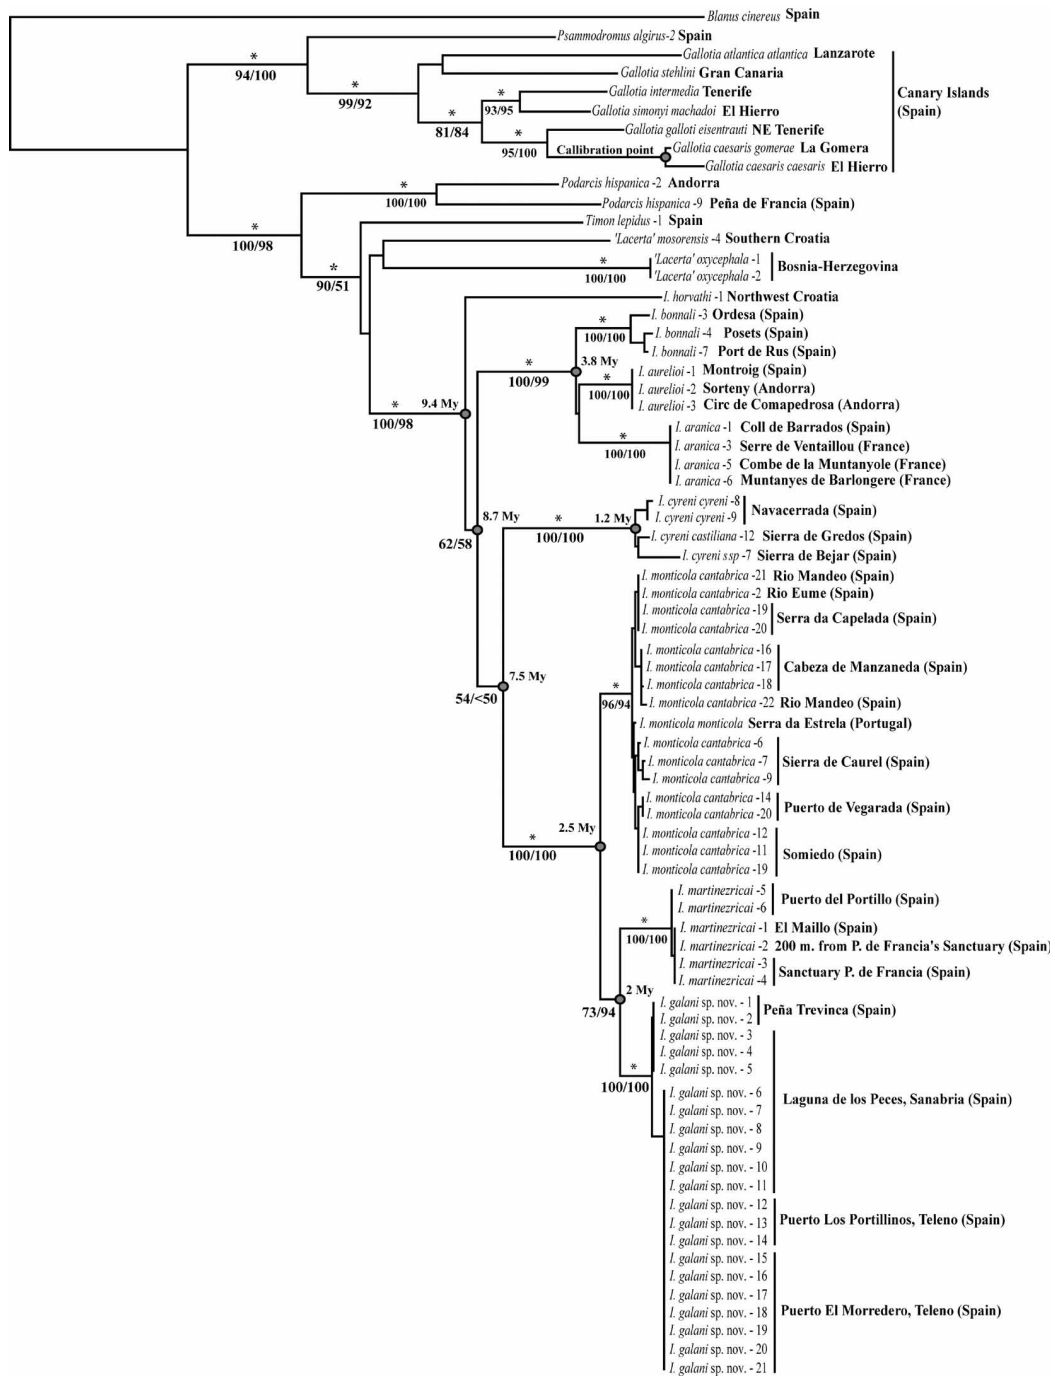 Blanus cinereus Spain
*
94/100
Psammodromus algirus-2 Spain
*
99/92
Gallotia atlantica atlantica Lanzarote
Gallotia stehlini Gran Canaria
*
81/84
*
93/95
Gallotia intermedia Tenerife
Gallotia simonyi machadoi El Hierro
*
95/100
Gallotia galloti eisentrauti NE Tenerife
Callibration point
Gallotia caesaris gomerae La Gomera
Gallotia caesaris caesaris El Hierro
Canary Islands
(Spain)
*
100/98
*
100/100
Podarcis hispanica -2 Andorra
Podarcis hispanica -9 Peña de Francia (Spain)
*
90/51
Timon lepidus -1 Spain
'Lacerta' mosorensis -4 Southern Croatia
*
100/100
'Lacerta' oxycephala -1
'Lacerta' oxycephala -2
Bosnia-Herzegovina
*
100/98
9.4 My
I. horvathi -1 Northwest Croatia
*
100/99
3.8 My
*
100/100
I. bonnali -3 Ordesa (Spain)
I. bonnali -4 Posets (Spain)
I. bonnali -7 Port de Rus (Spain)
*
100/100
I. aurelioi -1 Montroig (Spain)
I. aurelioi -2 Sorteny (Andorra)
I. aurelioi -3 Circ de Comapedrosa (Andorra)
*
100/100
I. aranica -1 Coll de Barrados (Spain)
I. aranica -3 Serre de Ventaillou (France)
I. aranica -5 Combe de la Muntanyole (France)
I. aranica -6 Muntanyes de Barlongere (France)
8.7 My
62/58
*
100/100
1.2 My
I. cyreni cyreni -8
I. cyreni cyreni -9
Navacerrada (Spain)
I. cyreni castiliana -12 Sierra de Gredos (Spain)
I. cyreni ssp -7 Sierra de Bejar (Spain)
7.5 My
54/<50
*
96/94
I. monticola cantabrica -21 Rio Mandeo (Spain)
I. monticola cantabrica -2 Rio Eume (Spain)
I. monticola cantabrica -19
I. monticola cantabrica -20
Serra da Capelada (Spain)
I. monticola cantabrica -16
I. monticola cantabrica -17
I. monticola cantabrica -18
Cabeza de Manzaneda (Spain)
I. monticola cantabrica -22 Rio Mandeo (Spain)
I. monticola monticola Serra da Estrela (Portugal)
I. monticola cantabrica -6
I. monticola cantabrica -7
I. monticola cantabrica -9
Sierra de Caurel (Spain)
I. monticola cantabrica -14
I. monticola cantabrica -20
Puerto de Vegarada (Spain)
I. monticola cantabrica -12
I. monticola cantabrica -11
I. monticola cantabrica -19
Somiedo (Spain)
2.5 My
*
100/100
*
100/100
I. martinezricai -5
I. martinezricai -6
Puerto del Portillo (Spain)
I. martinezricai -1 El Maillo (Spain)
I. martinezricai -2 200 m. from P. de Francia's Sanctuary (Spain)
I. martinezricai -3
I. martinezricai -4
Sanctuary P. de Francia (Spain)
2 My
73/94
*
100/100
I. galani sp. nov. - 1
I. galani sp. nov. - 2
Peña Trevinca (Spain)
I. galani sp. nov. - 3
I. galani sp. nov. - 4
I. galani sp. nov. - 5
I. galani sp. nov. - 6
I. galani sp. nov. - 7
I. galani sp. nov. - 8
I. galani sp. nov. - 9
I. galani sp. nov. - 10
I. galani sp. nov. - 11
Laguna de los Peces, Sanabria (Spain)
I. galani sp. nov. - 12
I. galani sp. nov. - 13
I. galani sp. nov. - 14
Puerto Los Portillinos, Teleno (Spain)
I. galani sp. nov. - 15
I. galani sp. nov. - 16
I. galani sp. nov. - 17
I. galani sp. nov. - 18
I. galani sp. nov. - 19
I. galani sp. nov. - 20
I. galani sp. nov. - 21
Puerto El Morredero, Teleno (Spain)